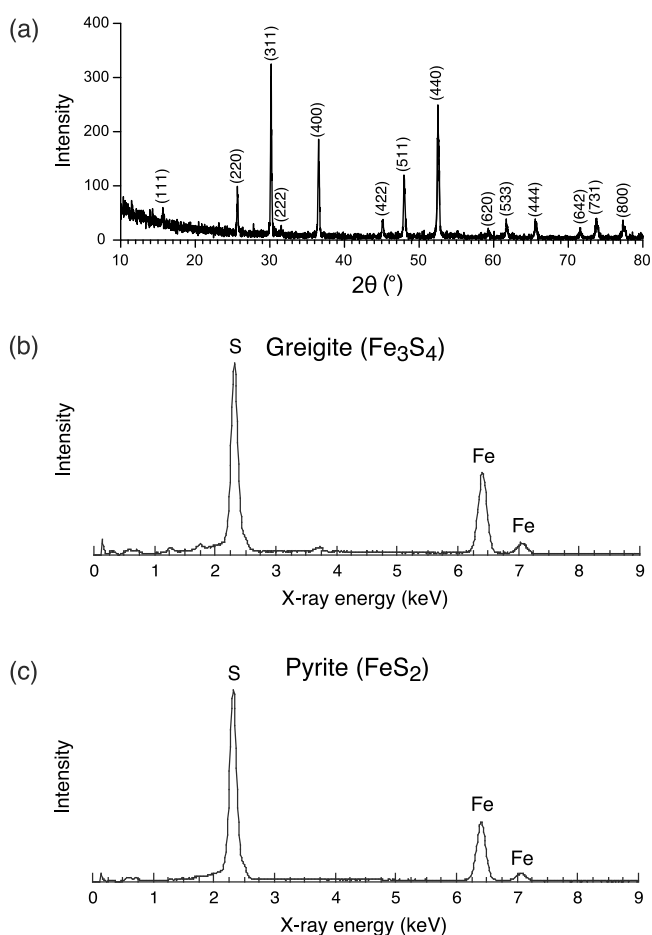 (a)
400
300
200
100
0
Intensity
(111)
(220)
(311)
(222)
(400)
(422)
(511)
(440)
(620)
(533)
(444)
(642)
(731)
(800)
10 20 30 40 50 60 70 80
2θ (°)
(b)
Greigite (Fe3S4)
Intensity
S
Fe
Fe
0 1 2 3 4 5 6 7 8 9
X-ray energy (keV)
(c)
Pyrite (FeS2)
Intensity
S
Fe
Fe
0 1 2 3 4 5 6 7 8 9
X-ray energy (keV)